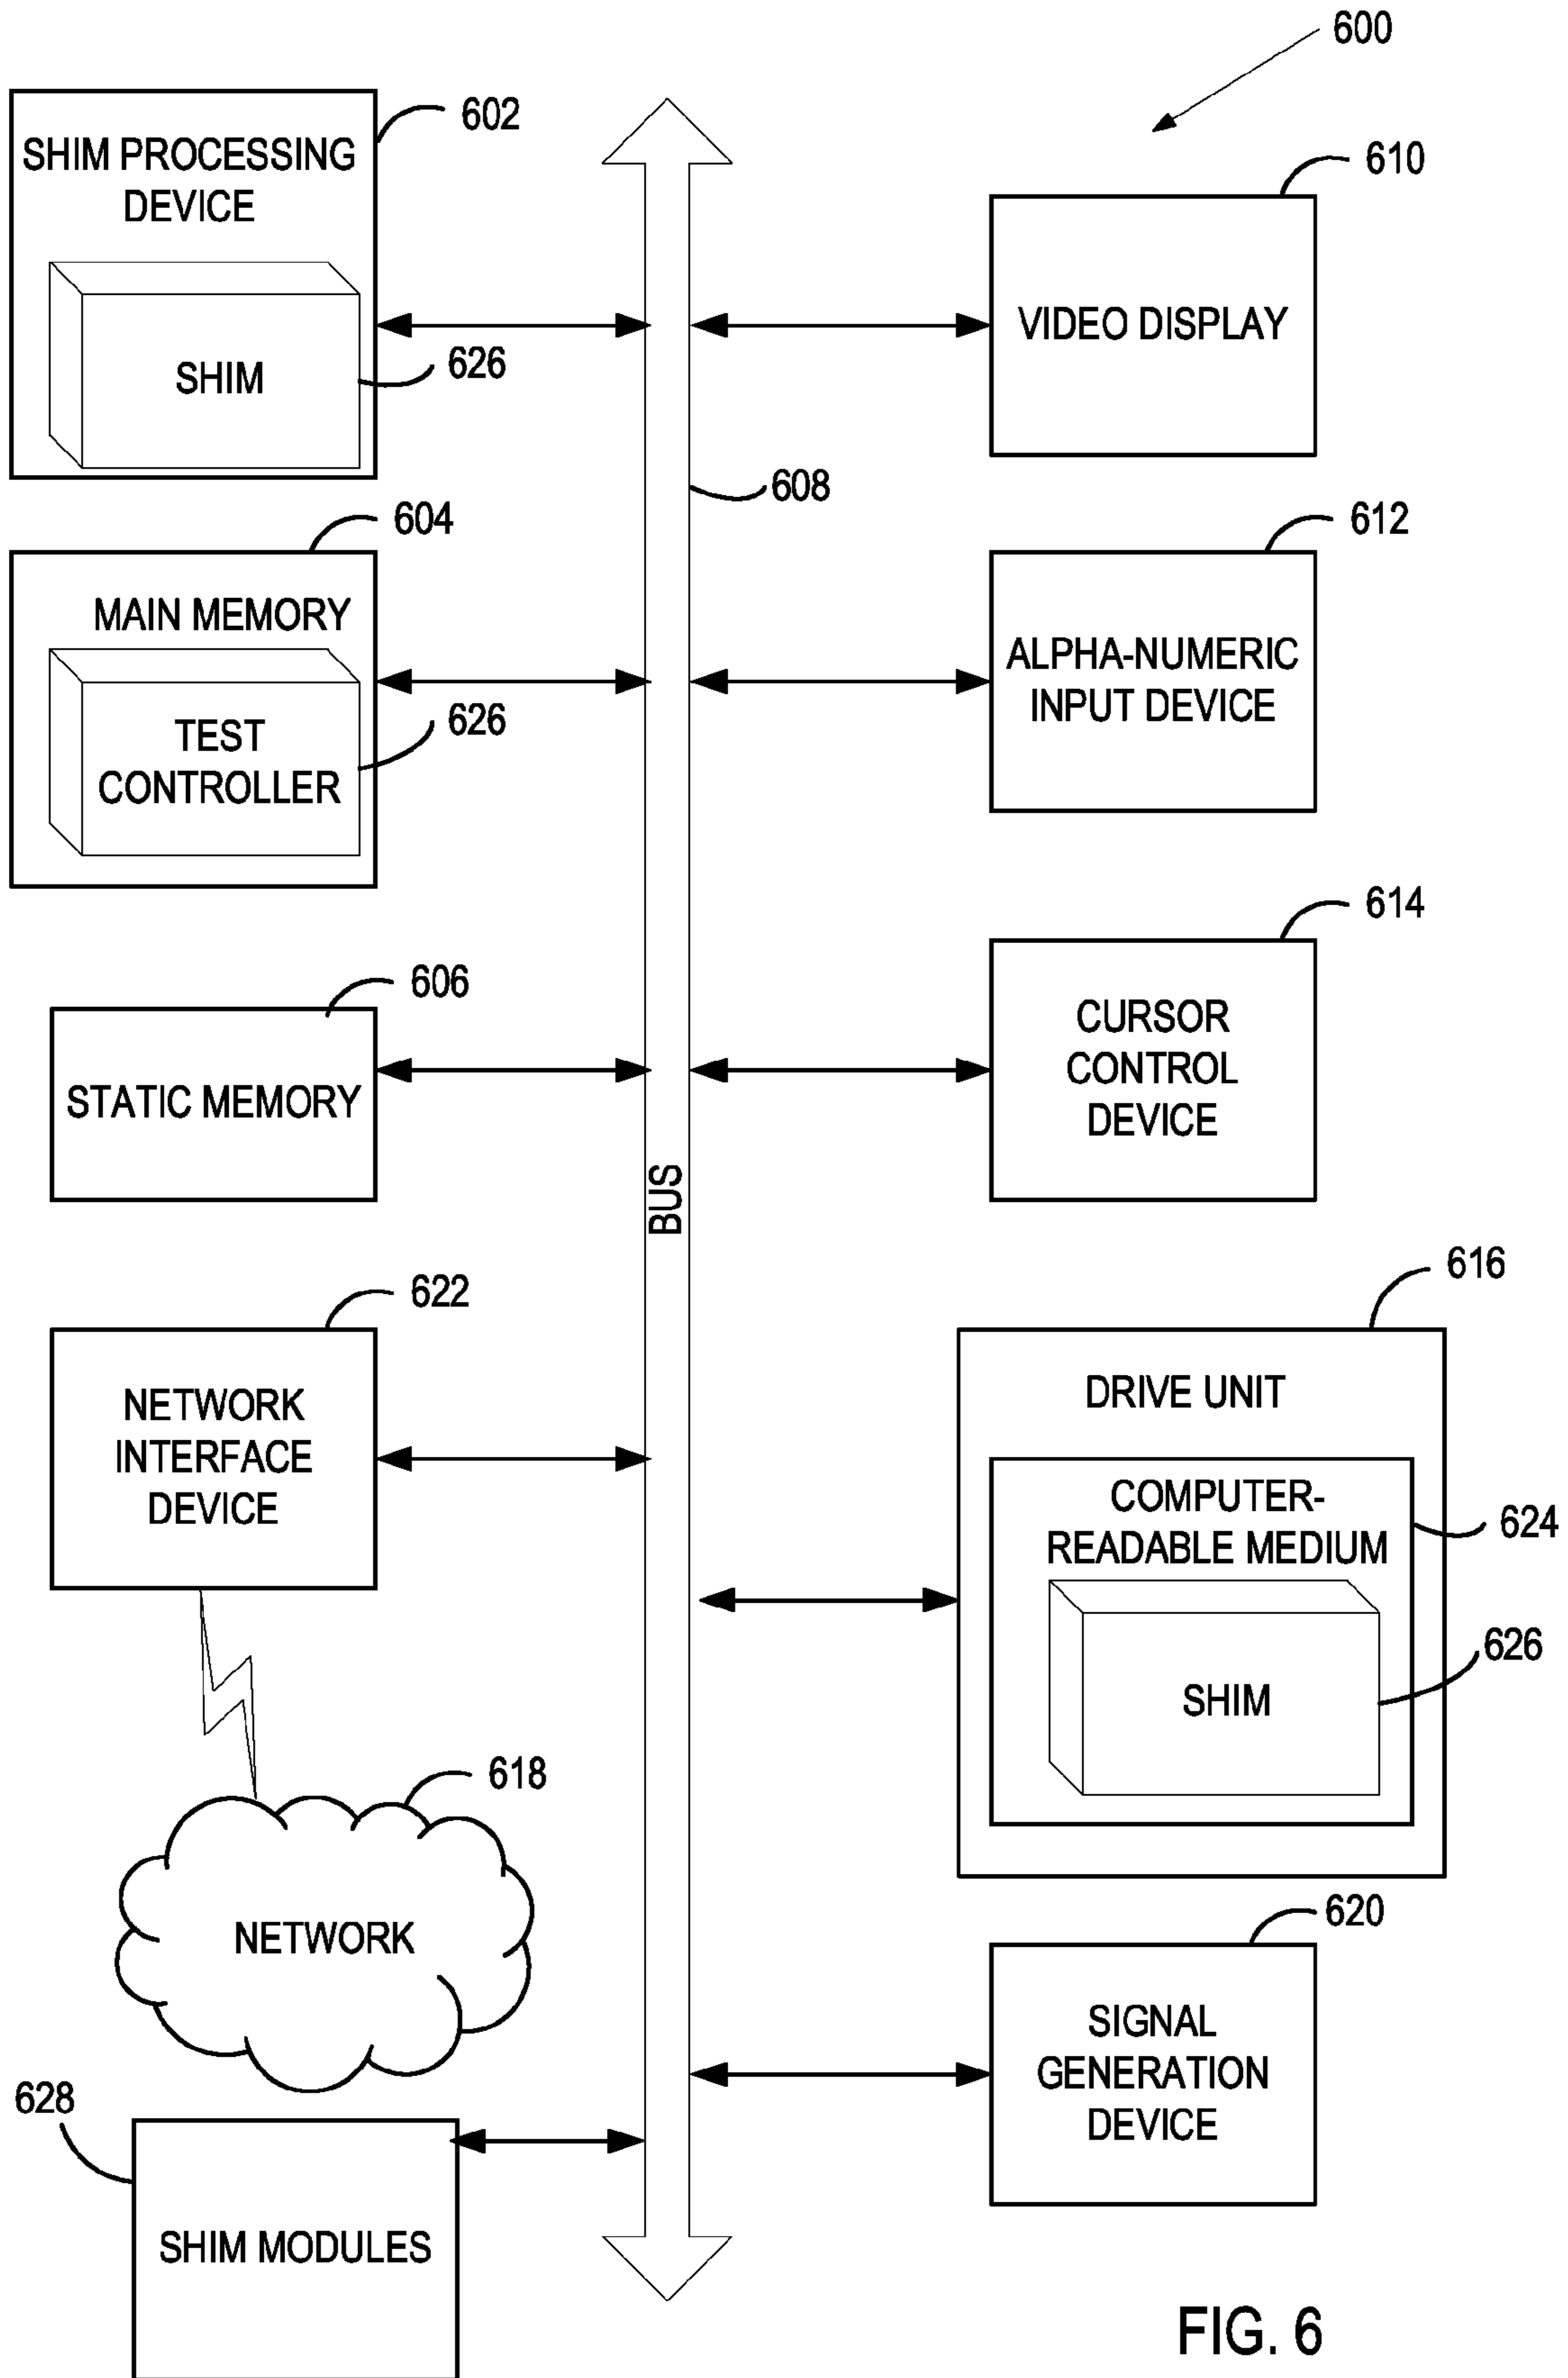 600
602
SHIM PROCESSING
DEVICE
SHIM
626
610
VIDEO DISPLAY
608
604
MAIN MEMORY
TEST
CONTROLLER
626
612
ALPHA-NUMERIC
INPUT DEVICE
614
CURSOR
CONTROL
DEVICE
606
STATIC MEMORY
BUS
622
NETWORK
INTERFACE
DEVICE
616
DRIVE UNIT
COMPUTER-
READABLE MEDIUM
624
SHIM
626
618
NETWORK
620
SIGNAL
GENERATION
DEVICE
628
SHIM MODULES
FIG. 6